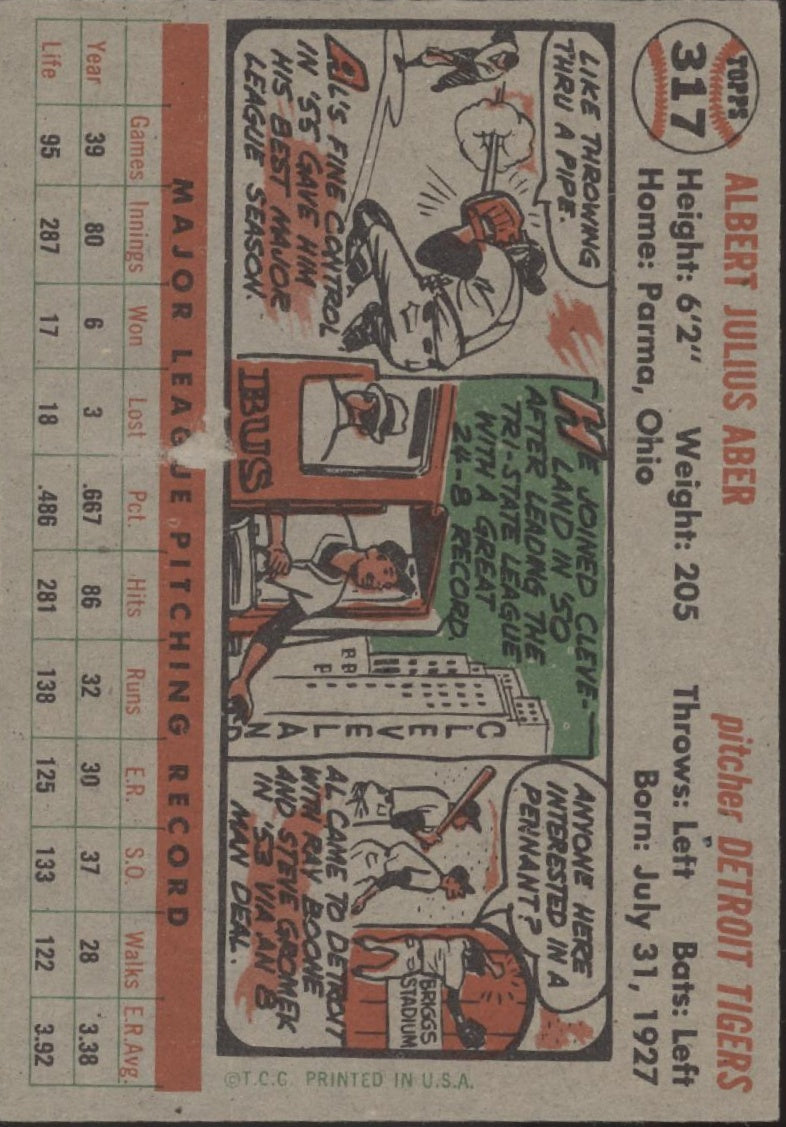 TOPPS
317
ALBERT JULIUS ABER
pitcher DETROIT TIGERS
Height: 6'2" Weight: 205 Throws: Left Bats: Left
Home: Parma, Ohio Born: July 31, 1927
LIKE THROWING
THRU A PIPE.
AL'S FINE CONTROL
IN '55 GAVE HIM
HIS BEST MAJOR
LEAGUE SEASON.
HE JOINED CLEVE-
LAND IN '50
AFTER LEADING THE
TRI-STATE LEAGUE
WITH A GREAT
24-8 RECORD.
BUS
CLEVELAND
ANYONE HERE
INTERESTED IN A
PENNANT?
BRIGGS
STADIUM
AL CAME TO DETROIT
WITH RAY BOONE
AND STEVE GROMEK
IN '53 VIA AN 8
MAN DEAL.
©T.C.G. PRINTED IN U.S.A.
MAJOR LEAGUE PITCHING RECORD
Games Innings Won Lost Pct. Hits Runs E.R. S.O. Walks E.R.Avg.
Year 39 80 6 3 .667 86 32 30 37 28 3.38
Life 95 287 17 18 .486 281 138 125 133 122 3.92